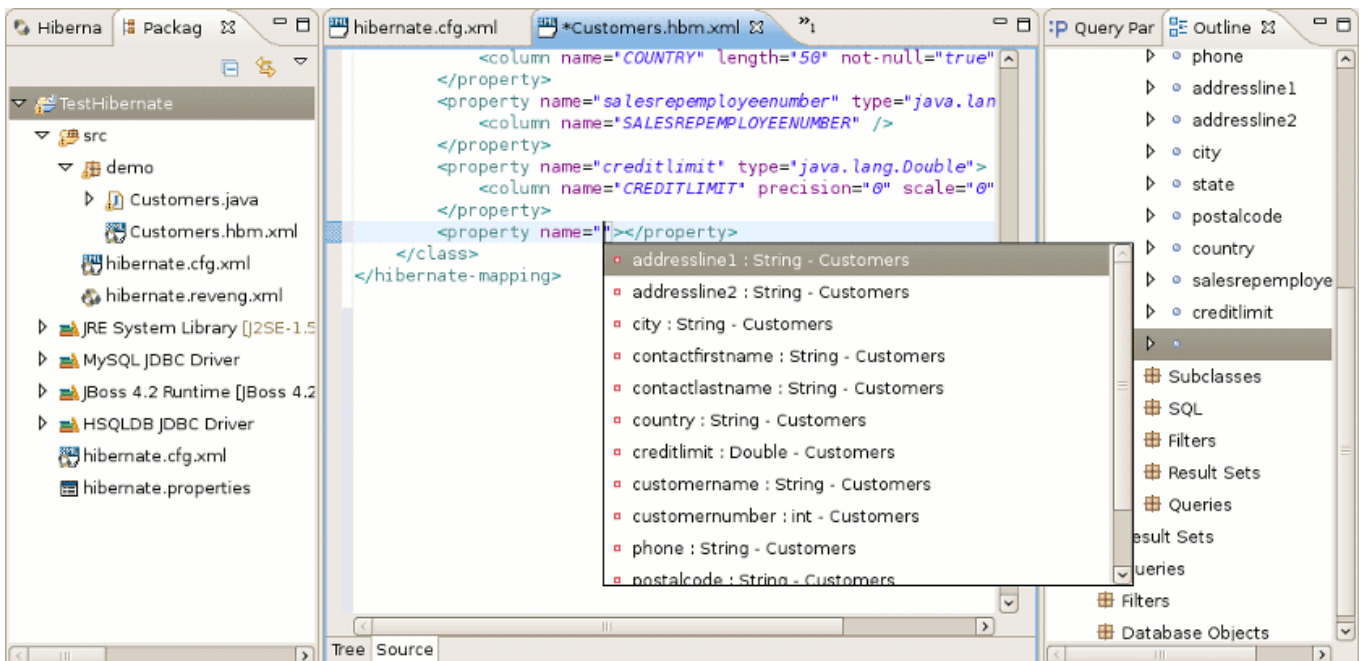 Hiberna
Packag
TestHibernate
src
demo
Customers.java
Customers.hbm.xml
hibernate.cfg.xml
hibernate.reveng.xml
JRE System Library [J2SE-1.5
MySQL JDBC Driver
JBoss 4.2 Runtime [JBoss 4.2
HSQLDB JDBC Driver
hibernate.cfg.xml
hibernate.properties
hibernate.cfg.xml
*Customers.hbm.xml
»1
<column name="COUNTRY" length="50" not-null="true"
</property>
<property name="salesrepemployeenumber" type="java.lan
<column name="SALESREPEMPLOYEENUMBER" />
</property>
<property name="creditlimit" type="java.lang.Double">
<column name="CREDITLIMIT" precision="0" scale="0"
</property>
<property name=""></property>
</class>
</hibernate-mapping>
addressline1 : String - Customers
addressline2 : String - Customers
city : String - Customers
contactfirstname : String - Customers
contactlastname : String - Customers
country : String - Customers
creditlimit : Double - Customers
customername : String - Customers
customernumber : int - Customers
phone : String - Customers
postalcode : String - Customers
Tree
Source
Query Par
Outline
phone
addressline1
addressline2
city
state
postalcode
country
salesrepemploye
creditlimit
Subclasses
SQL
Filters
Result Sets
Queries
esult Sets
ueries
Filters
Database Objects